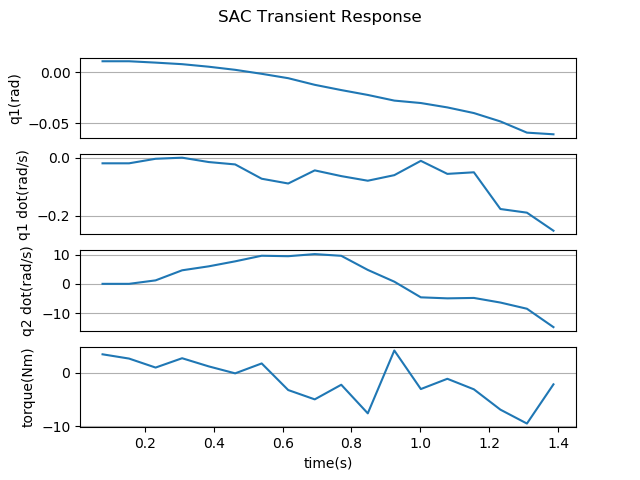 SAC Transient Response
q1(rad)
0.00
−0.05
q1 dot(rad/s)
0.0
−0.2
q2 dot(rad/s)
10
0
−10
torque(Nm)
0
−10
0.2 0.4 0.6 0.8 1.0 1.2 1.4
time(s)